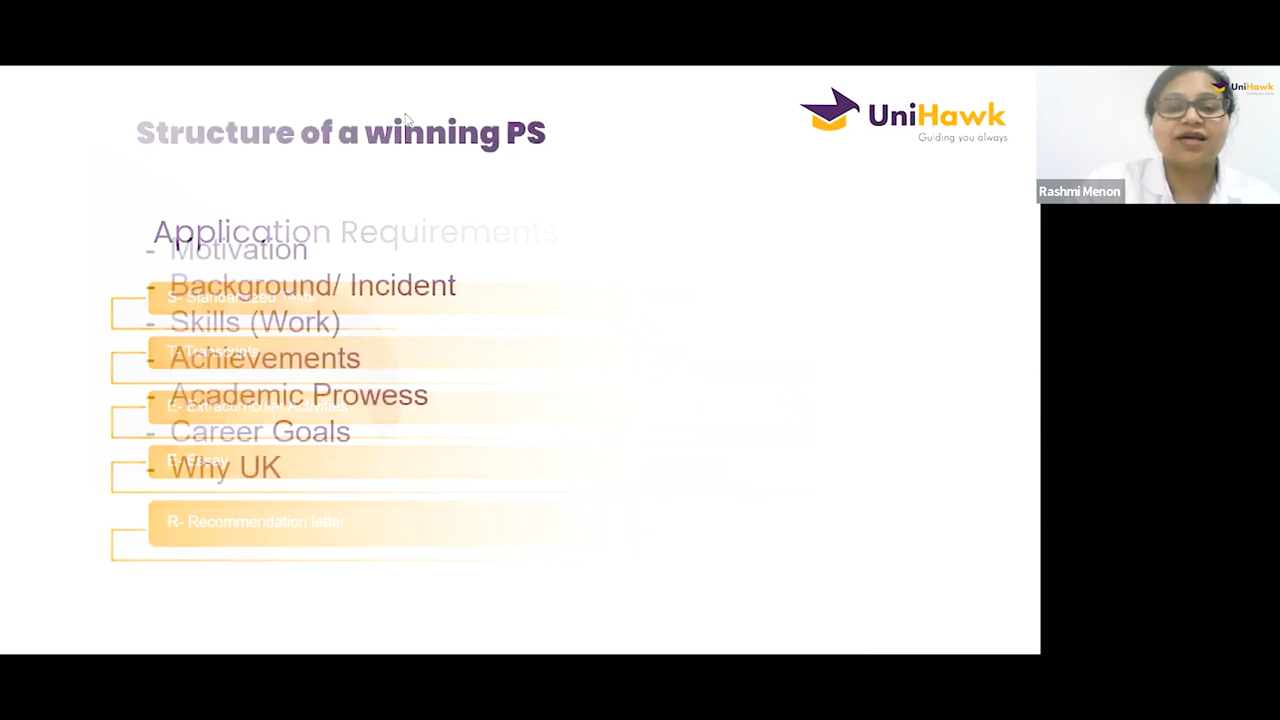 Structure of a winning PS
UniHawk
Guiding you always
UniHawk
Rashmi Menon
Application Requirements
- Motivation
- Background/ Incident
S- Standardized Tests
- Skills (Work)
T- Transcripts
- Achievements
- Academic Prowess
E- Extracurricular Activities
- Career Goals
E- Essay
- Why UK
R- Recommendation letter